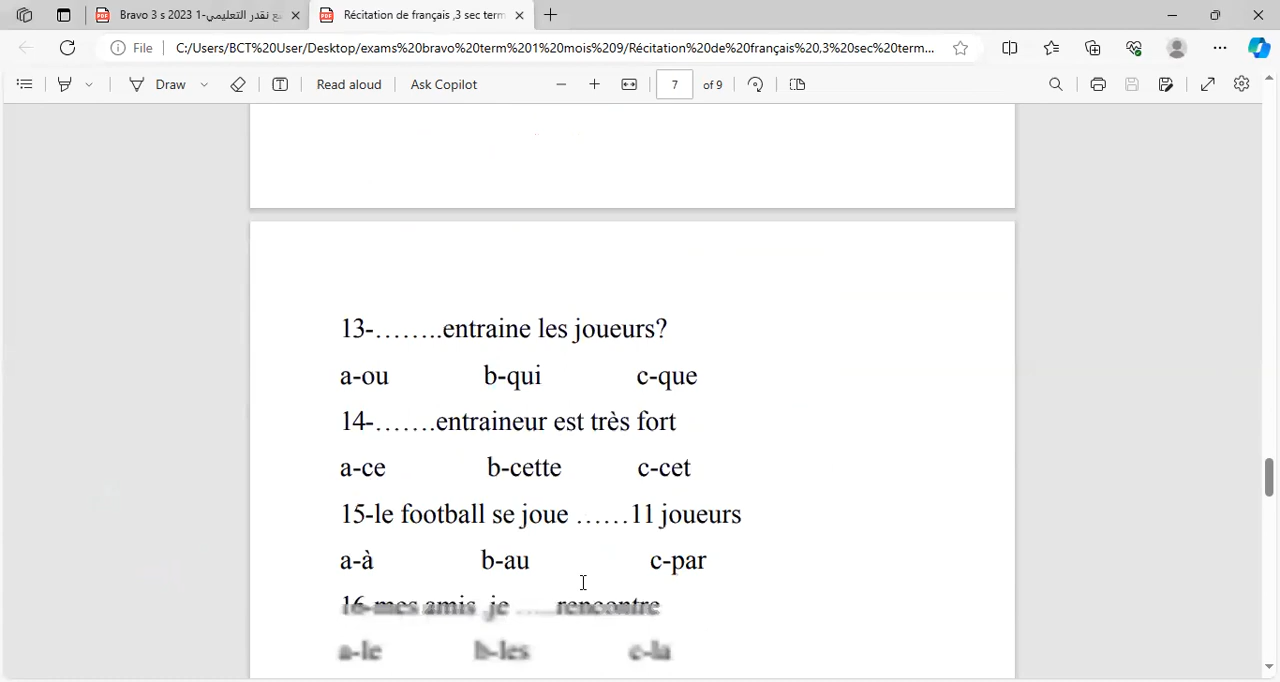 Bravo 3 s 2023 1-ع نقدر التعليمي
Récitation de français ,3 sec term
File
C:/Users/BCT%20User/Desktop/exams%20bravo%20term%201%20mois%209/Récitation%20de%20français%20,3%20sec%20term...
Draw
Read aloud
Ask Copilot
7
of 9
13-……..entraine les joueurs?
a-ou b-qui c-que
14-…….entraineur est très fort
a-ce b-cette c-cet
15-le football se joue ……11 joueurs
a-à b-au c-par
16-mes amis ,je …..rencontre
a-le b-les c-la